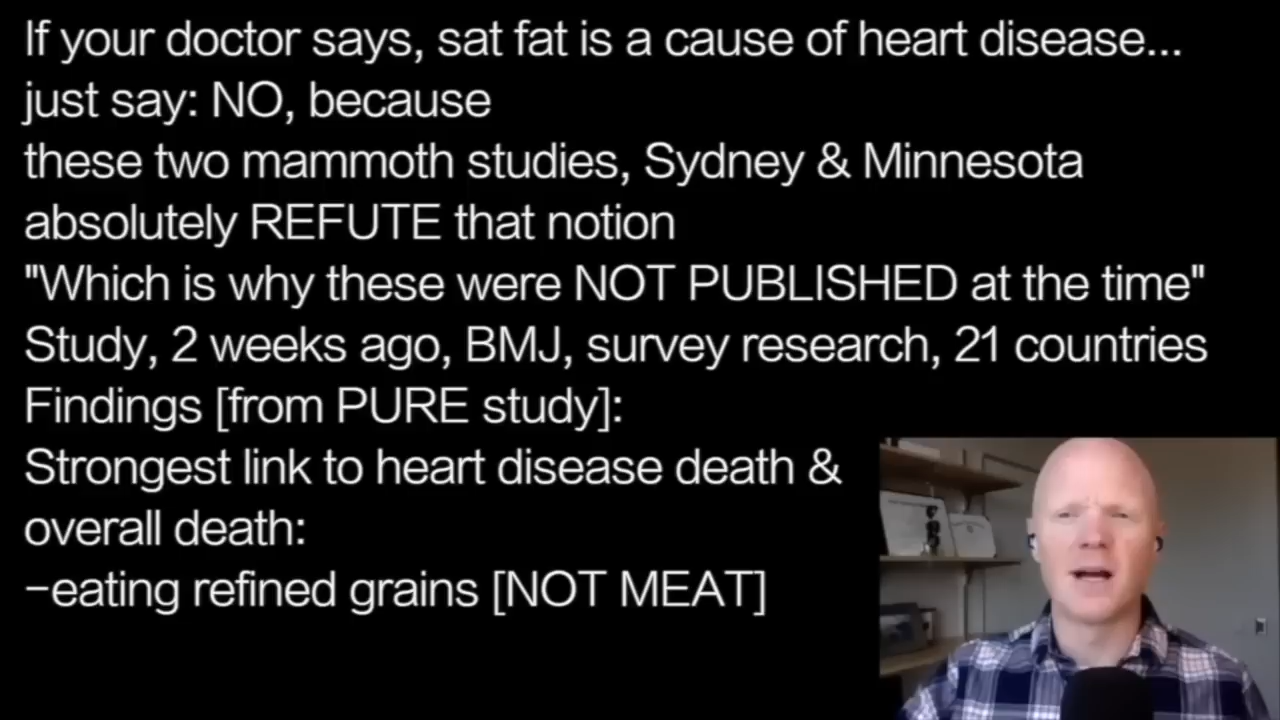 If your doctor says, sat fat is a cause of heart disease...
just say: NO, because
these two mammoth studies, Sydney & Minnesota
absolutely REFUTE that notion
"Which is why these were NOT PUBLISHED at the time"
Study, 2 weeks ago, BMJ, survey research, 21 countries
Findings [from PURE study]:
Strongest link to heart disease death &
overall death:
–eating refined grains [NOT MEAT]